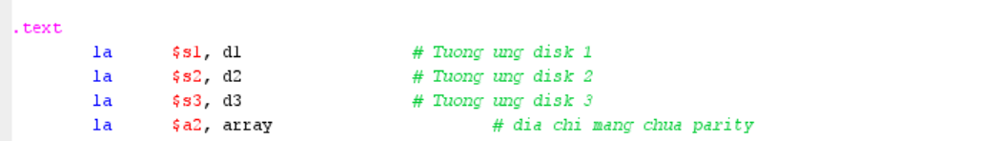 .text
la $s1, d1 # Tuong ung disk 1
la $s2, d2 # Tuong ung disk 2
la $s3, d3 # Tuong ung disk 3
la $a2, array # dia chi mang chua parity